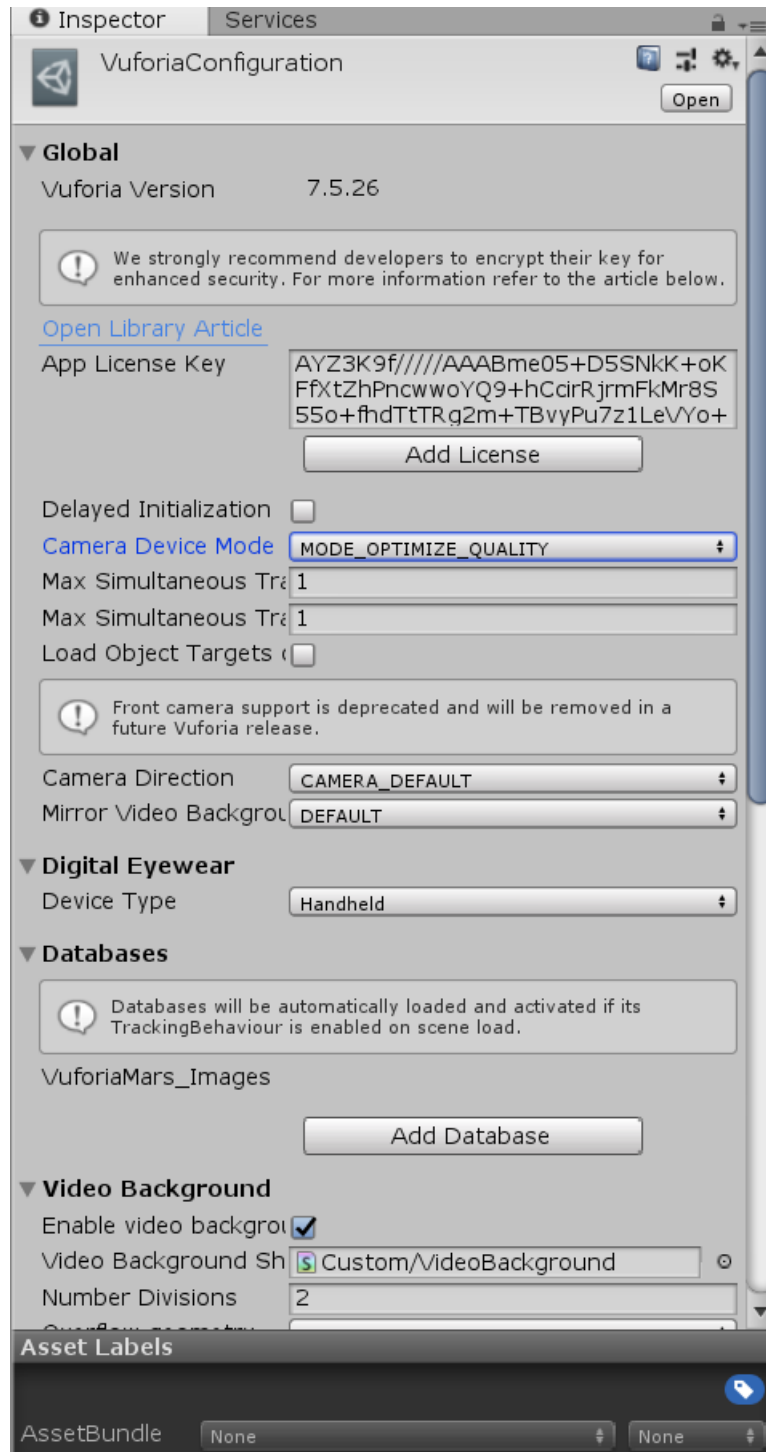 Inspector Services
VuforiaConfiguration
Open
Global
Vuforia Version 7.5.26
We strongly recommend developers to encrypt their key for
enhanced security. For more information refer to the article below.
Open Library Article
App License Key AYZ3K9f/////AAABme05+D5SNkK+oK
FfXtZhPncwwoYQ9+hCcirRjrmFkMr8S
55o+fhdTtTRg2m+TBvyPu7z1LeVYo+
Add License
Delayed Initialization
Camera Device Mode MODE_OPTIMIZE_QUALITY
Max Simultaneous Tra 1
Max Simultaneous Tra 1
Load Object Targets
Front camera support is deprecated and will be removed in a
future Vuforia release.
Camera Direction CAMERA_DEFAULT
Mirror Video Backgrou DEFAULT
Digital Eyewear
Device Type Handheld
Databases
Databases will be automatically loaded and activated if its
TrackingBehaviour is enabled on scene load.
VuforiaMars_Images
Add Database
Video Background
Enable video backgrou
Video Background Sh Custom/VideoBackground
Number Divisions 2
Overflow geometry
Asset Labels
AssetBundle None None